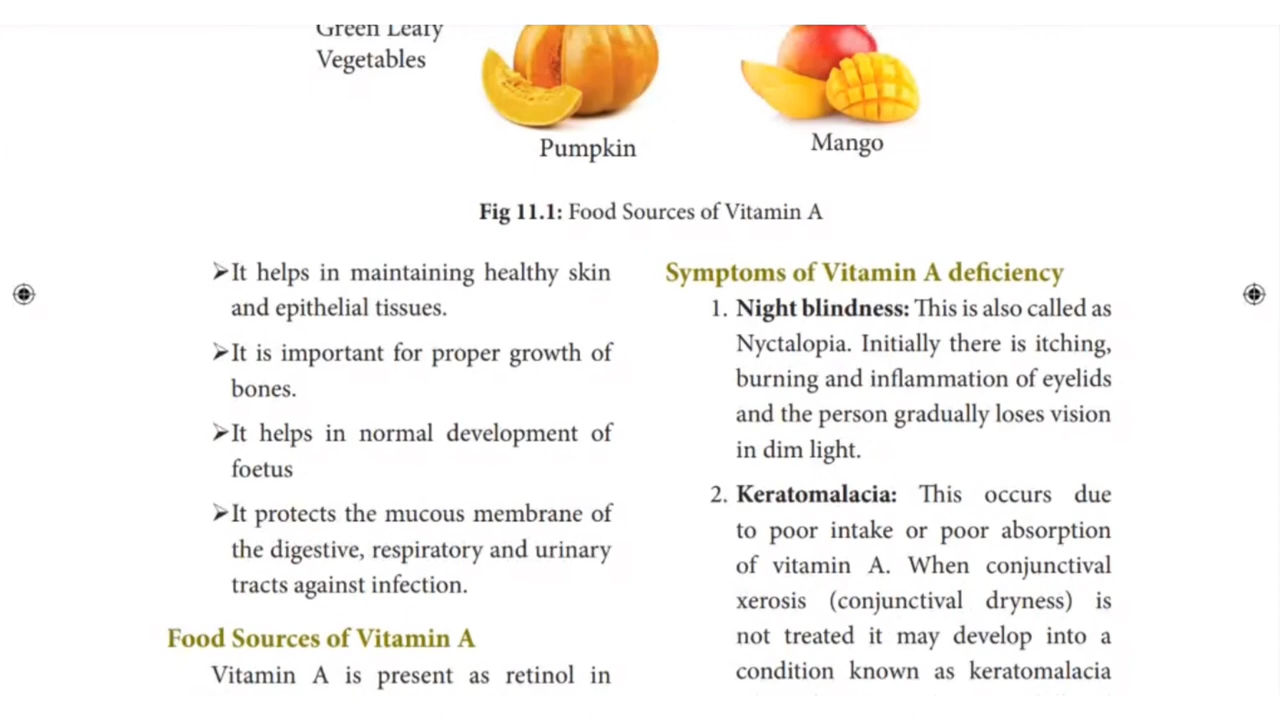 Green Leafy
Vegetables
Pumpkin
Mango
Fig 11.1: Food Sources of Vitamin A
➤It helps in maintaining healthy skin
and epithelial tissues.
➤It is important for proper growth of
bones.
➤It helps in normal development of
foetus
➤It protects the mucous membrane of
the digestive, respiratory and urinary
tracts against infection.
Food Sources of Vitamin A
Vitamin A is present as retinol in
Symptoms of Vitamin A deficiency
1. Night blindness: This is also called as
Nyctalopia. Initially there is itching,
burning and inflammation of eyelids
and the person gradually loses vision
in dim light.
2. Keratomalacia: This occurs due
to poor intake or poor absorption
of vitamin A. When conjunctival
xerosis (conjunctival dryness) is
not treated it may develop into a
condition known as keratomalacia